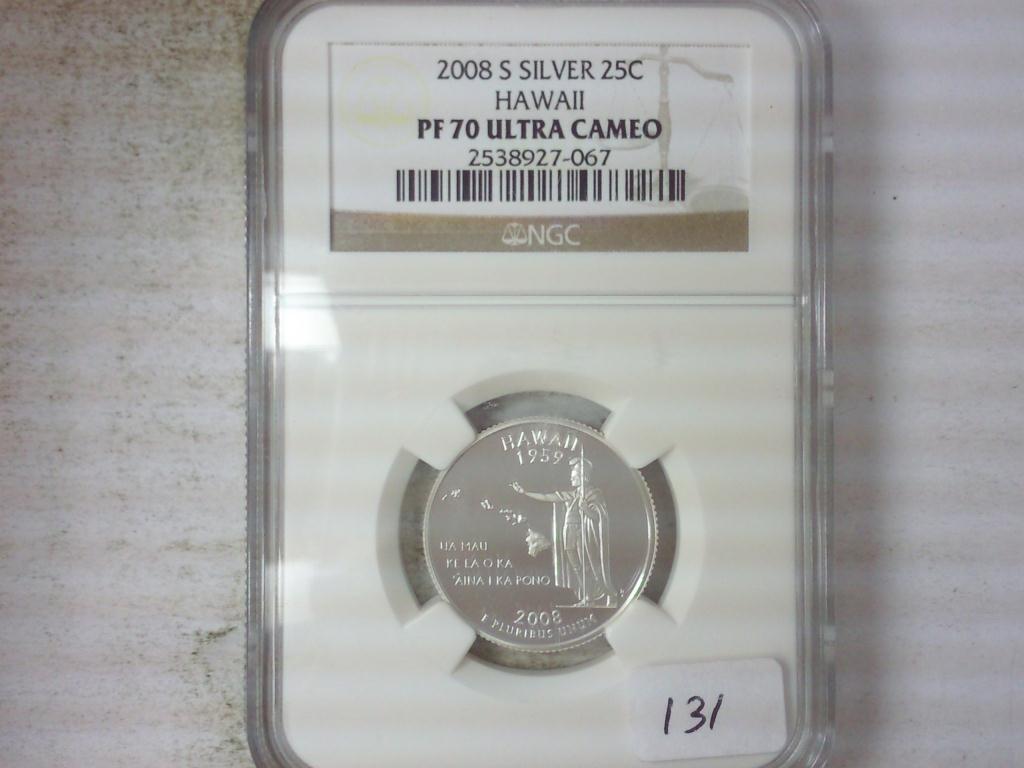 2008 S SILVER 25C
HAWAII
PF 70 ULTRA CAMEO
2538927-067
NGC
HAWAII
1959
UA MAU
KE EA O KA
ʻĀINA I KA PONO
2008
E PLURIBUS UNUM
131